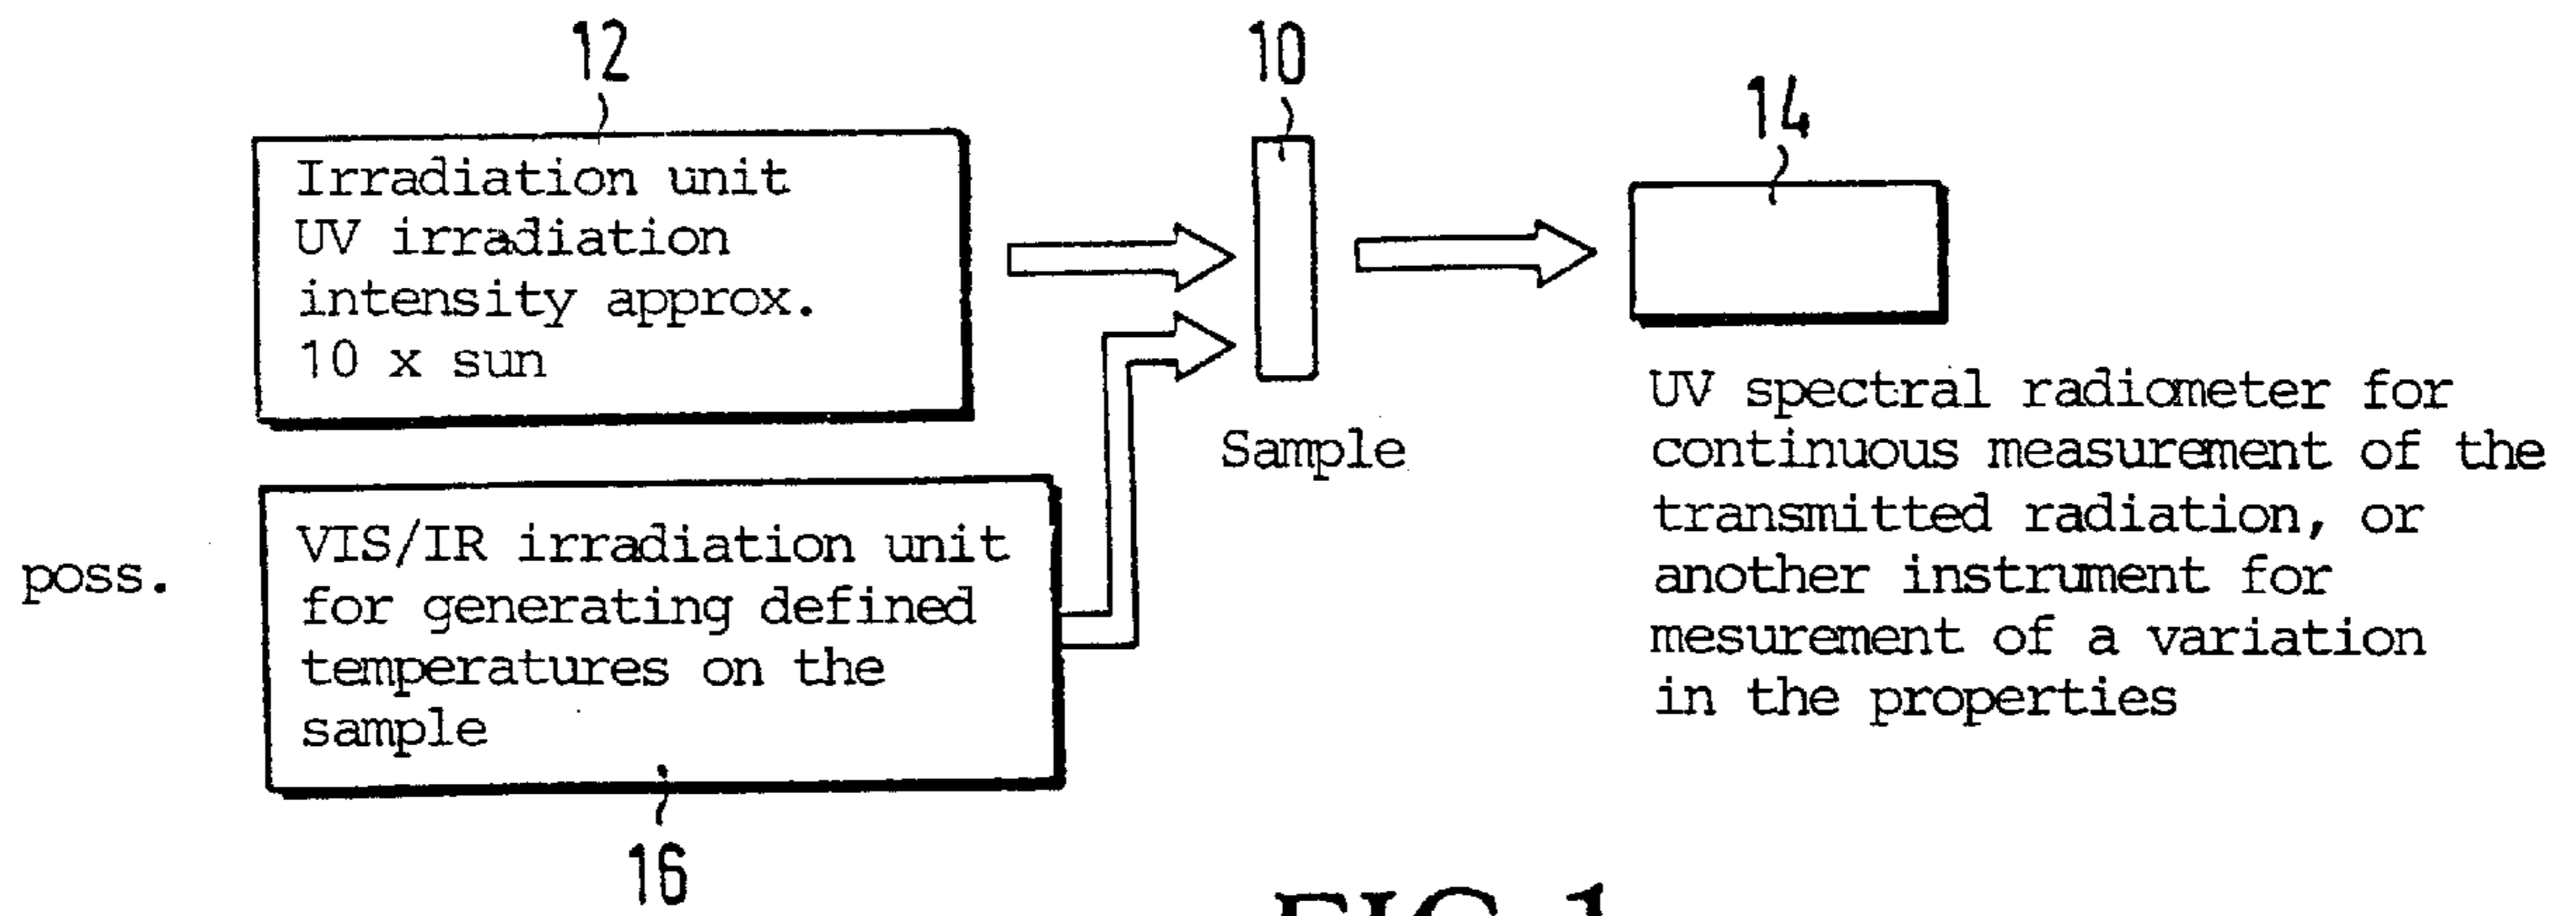 12
10
14
Irradiation unit
UV irradiation
intensity approx.
10 x sun
Sample
UV spectral radiometer for
continuous measurement of the
transmitted radiation, or
another instrument for
mesurement of a variation
in the properties
poss.
VIS/IR irradiation unit
for generating defined
temperatures on the
sample
16
FIG. 1